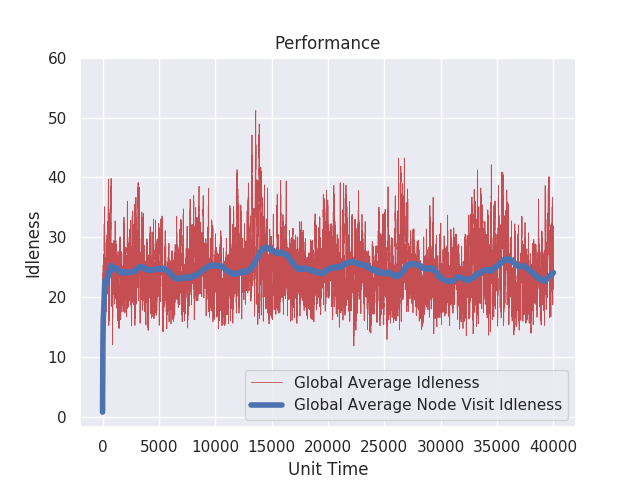 Performance
60
50
40
30
20
10
0
Idleness
Global Average Idleness
Global Average Node Visit Idleness
0 5000 10000 15000 20000 25000 30000 35000 40000
Unit Time